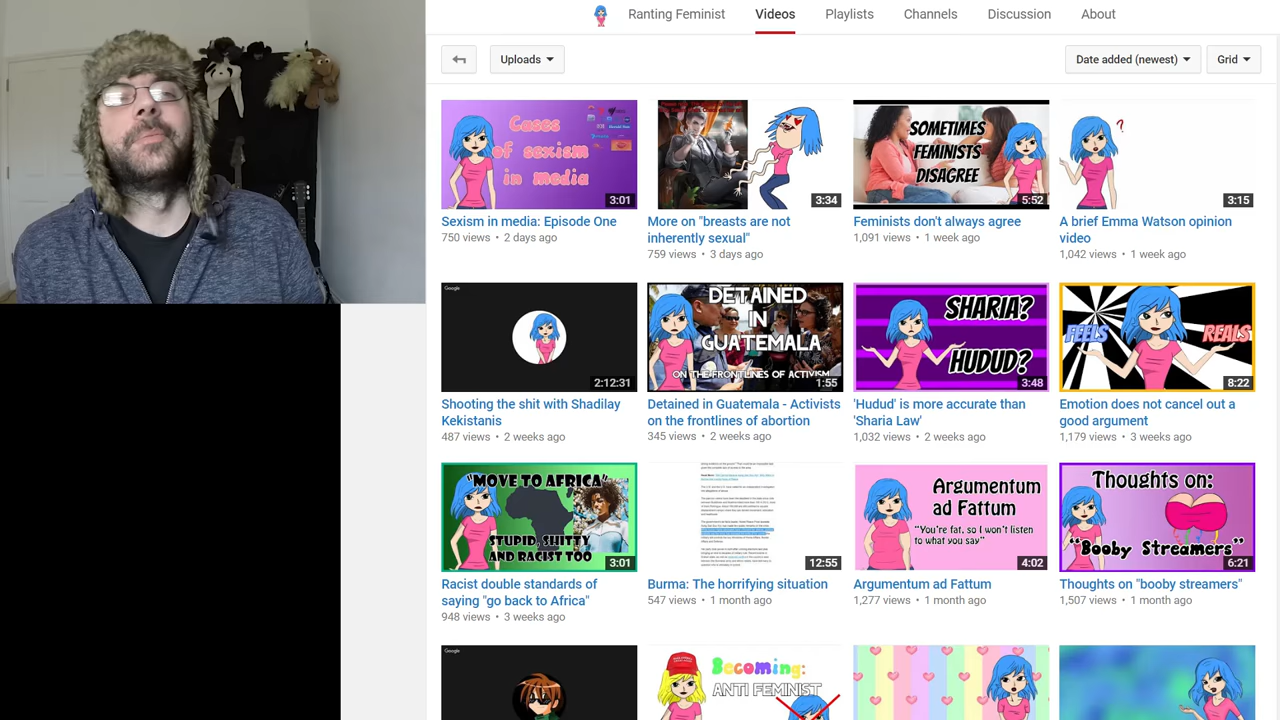 Ranting Feminist Videos Playlists Channels Discussion About
Uploads Date added (newest) Grid
Cases
of sexism
in media
3:01
3:34
SOMETIMES
FEMINISTS
DISAGREE
5:52
?
3:15
Sexism in media: Episode One
750 views • 2 days ago
More on "breasts are not
inherently sexual"
759 views • 3 days ago
Feminists don't always agree
1,091 views • 1 week ago
A brief Emma Watson opinion
video
1,042 views • 1 week ago
Google
2:12:31
DETAINED
IN
GUATEMALA
ON THE FRONTLINES OF ACTIVISM
1:55
SHARIA?
HUDUD?
3:48
FEELS
REALS
8:22
Shooting the shit with Shadilay
Kekistanis
487 views • 2 weeks ago
Detained in Guatemala - Activists
on the frontlines of abortion
345 views • 2 weeks ago
'Hudud' is more accurate than
'Sharia Law'
1,032 views • 2 weeks ago
Emotion does not cancel out a
good argument
1,179 views • 3 weeks ago
TO AFRICA'
3:01
12:55
Argumentum
ad Fattum
"You're fat, so
to what you say"
4:02
Thoughts on:
6:21
Racist double standards of
saying "go back to Africa"
948 views • 3 weeks ago
Burma: The horrifying situation
547 views • 1 month ago
Argumentum ad Fattum
1,277 views • 1 month ago
Thoughts on "booby streamers"
1,507 views • 1 month ago
Google
Becoming:
ANTI FEMINIST